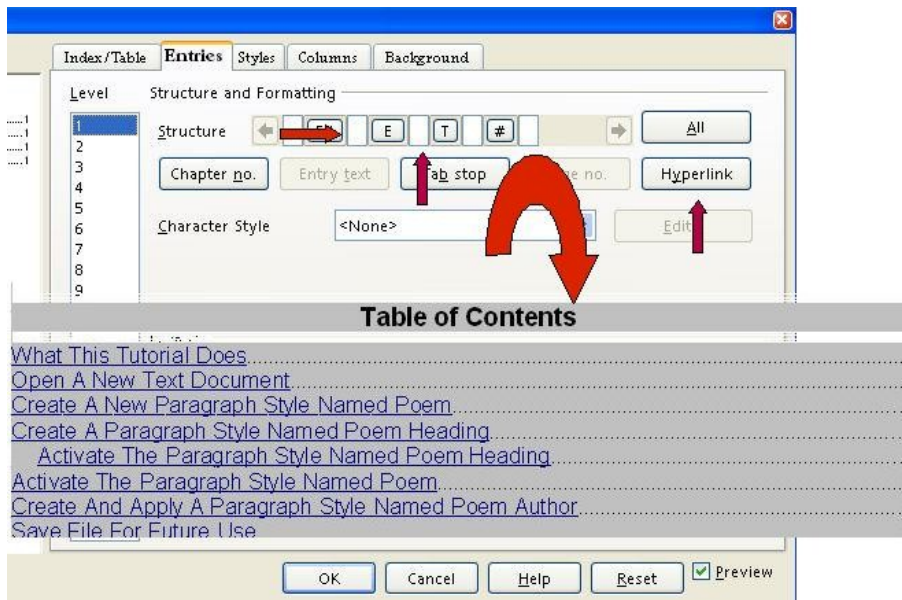 Index/Table Entries Styles Columns Background
Level Structure and Formatting
1
2
3
4
5
6
7
8
9
Structure E T # All
Chapter no. Entry text Tab stop no. Hyperlink
Character Style <None> Edit
Table of Contents
What This Tutorial Does
Open A New Text Document
Create A New Paragraph Style Named Poem
Create A Paragraph Style Named Poem Heading
Activate The Paragraph Style Named Poem Heading
Activate The Paragraph Style Named Poem
Create And Apply A Paragraph Style Named Poem Author
Save File For Future Use
OK Cancel Help Reset Preview